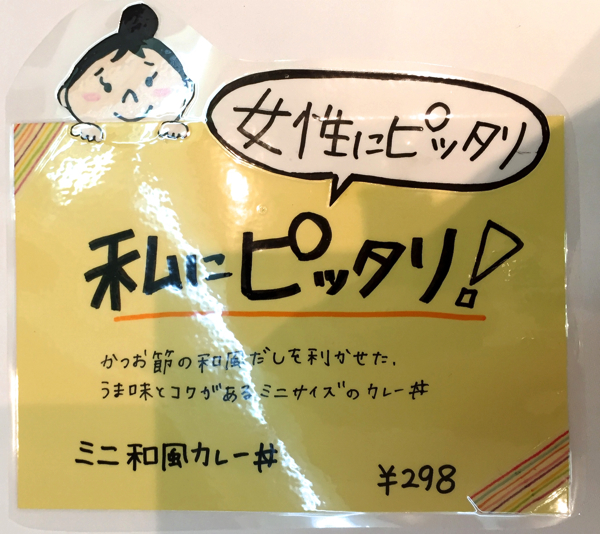 女性にピッタリ
私にピッタリ!
かつお節の和風だしを利かせた、
うま味とコクがあるミニサイズのカレー丼
ミニ和風カレー丼
¥298